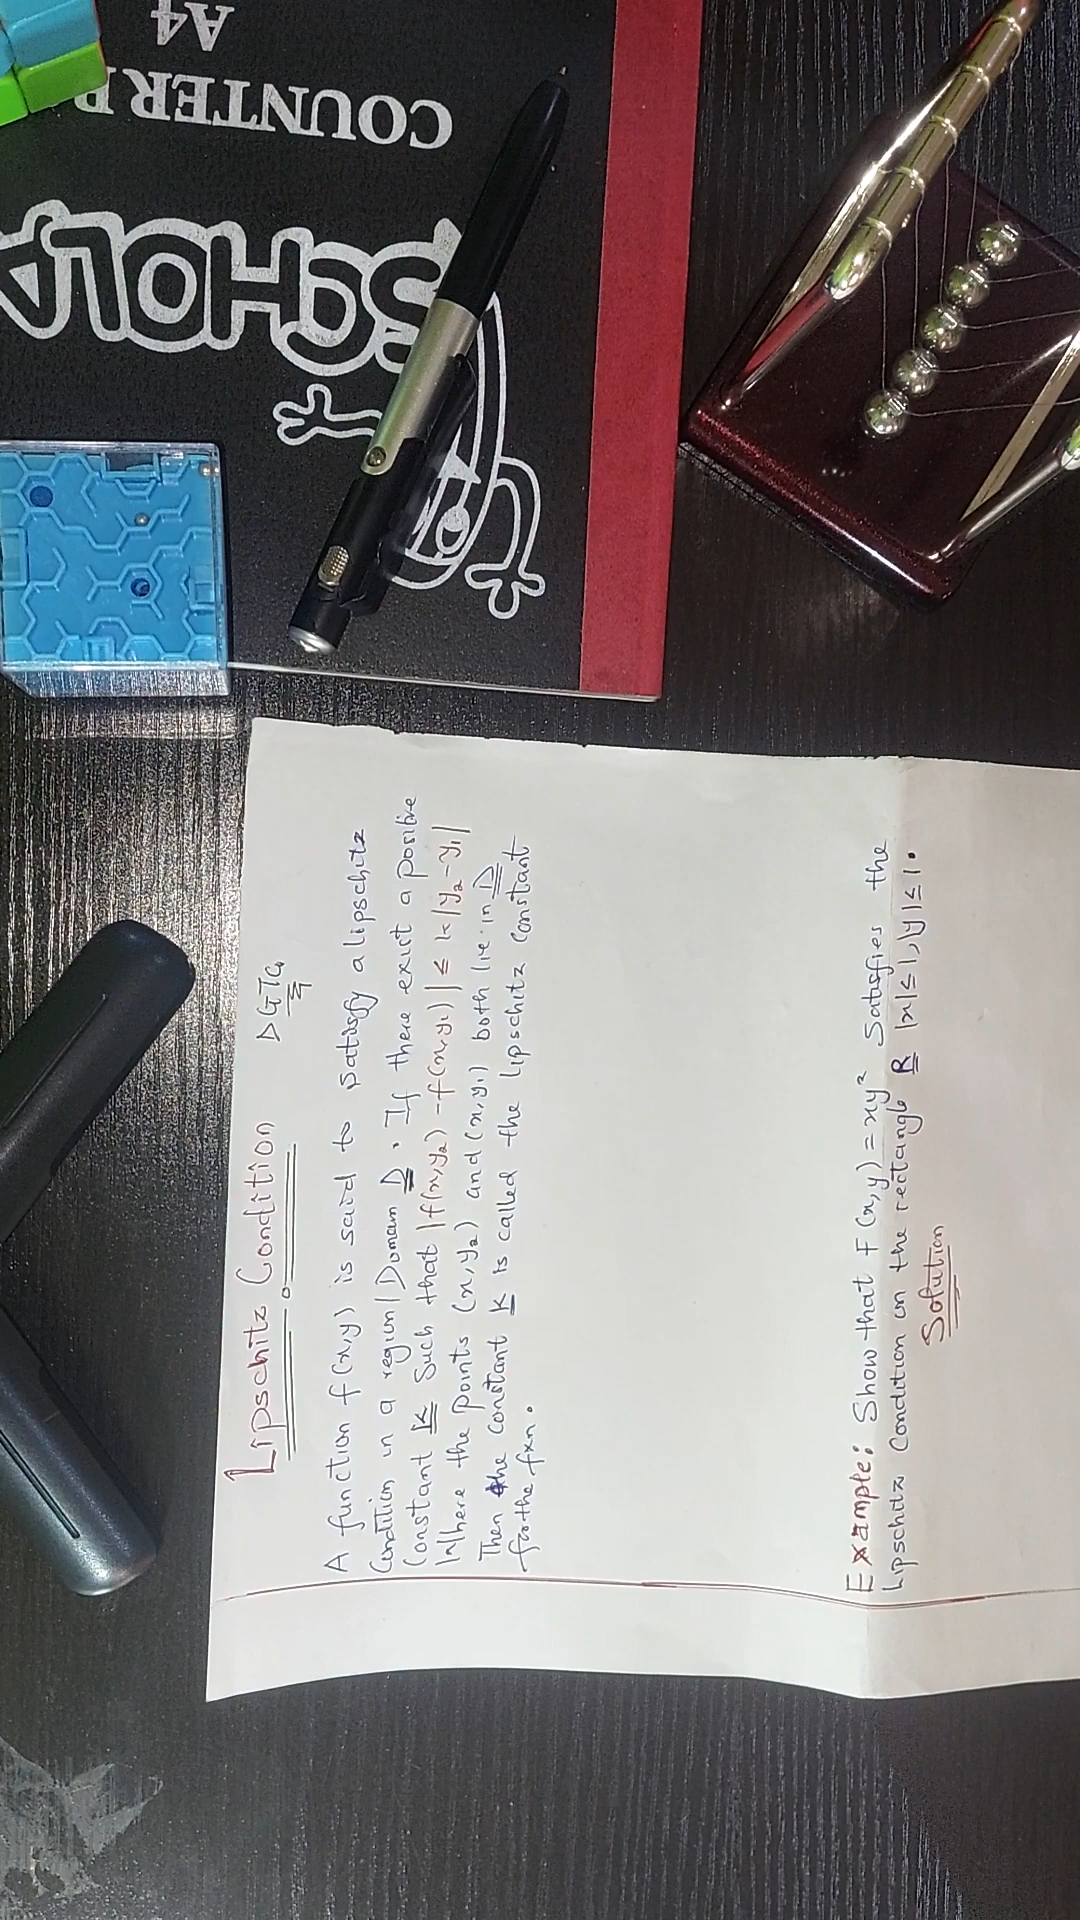 Lipschitz Condition
A function f(x,y) is said to satisfy a lipschitz
Condition in a region/Domain D. If there exist a positive
Constant K Such that |f(x,y₂) - f(x,y₁)| ≤ k|y₂-y₁|
Where the points (x,y₂) and (x,y₁) both lie in D
Then the constant K is called the Lipschitz constant
for the fxn.
Example: Show that F(x,y) = xy² Satisfies the
Lipschitz Condition on the rectangle R |x|≤1, |y|≤1.
Solution
SCHOLA
COUNTER
A4